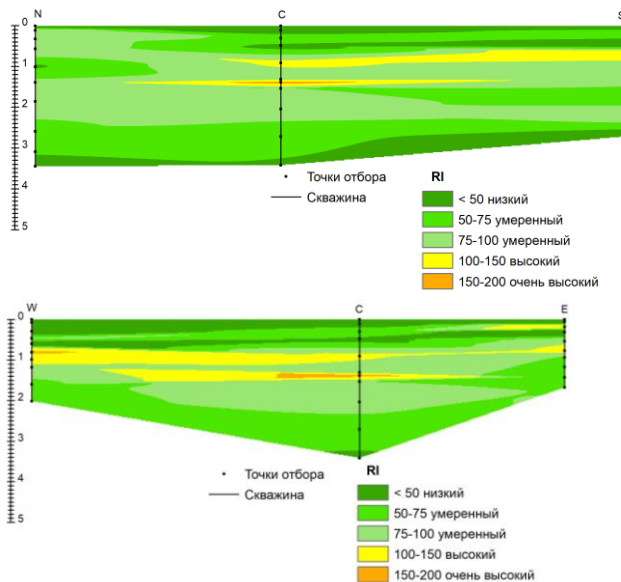 N C S
0
1
2
3
4
5
Точки отбора
Скважина
RI
< 50 низкий
50-75 умеренный
75-100 умеренный
100-150 высокий
150-200 очень высокий
W C E
0
1
2
3
4
5
Точки отбора
Скважина
RI
< 50 низкий
50-75 умеренный
75-100 умеренный
100-150 высокий
150-200 очень высокий